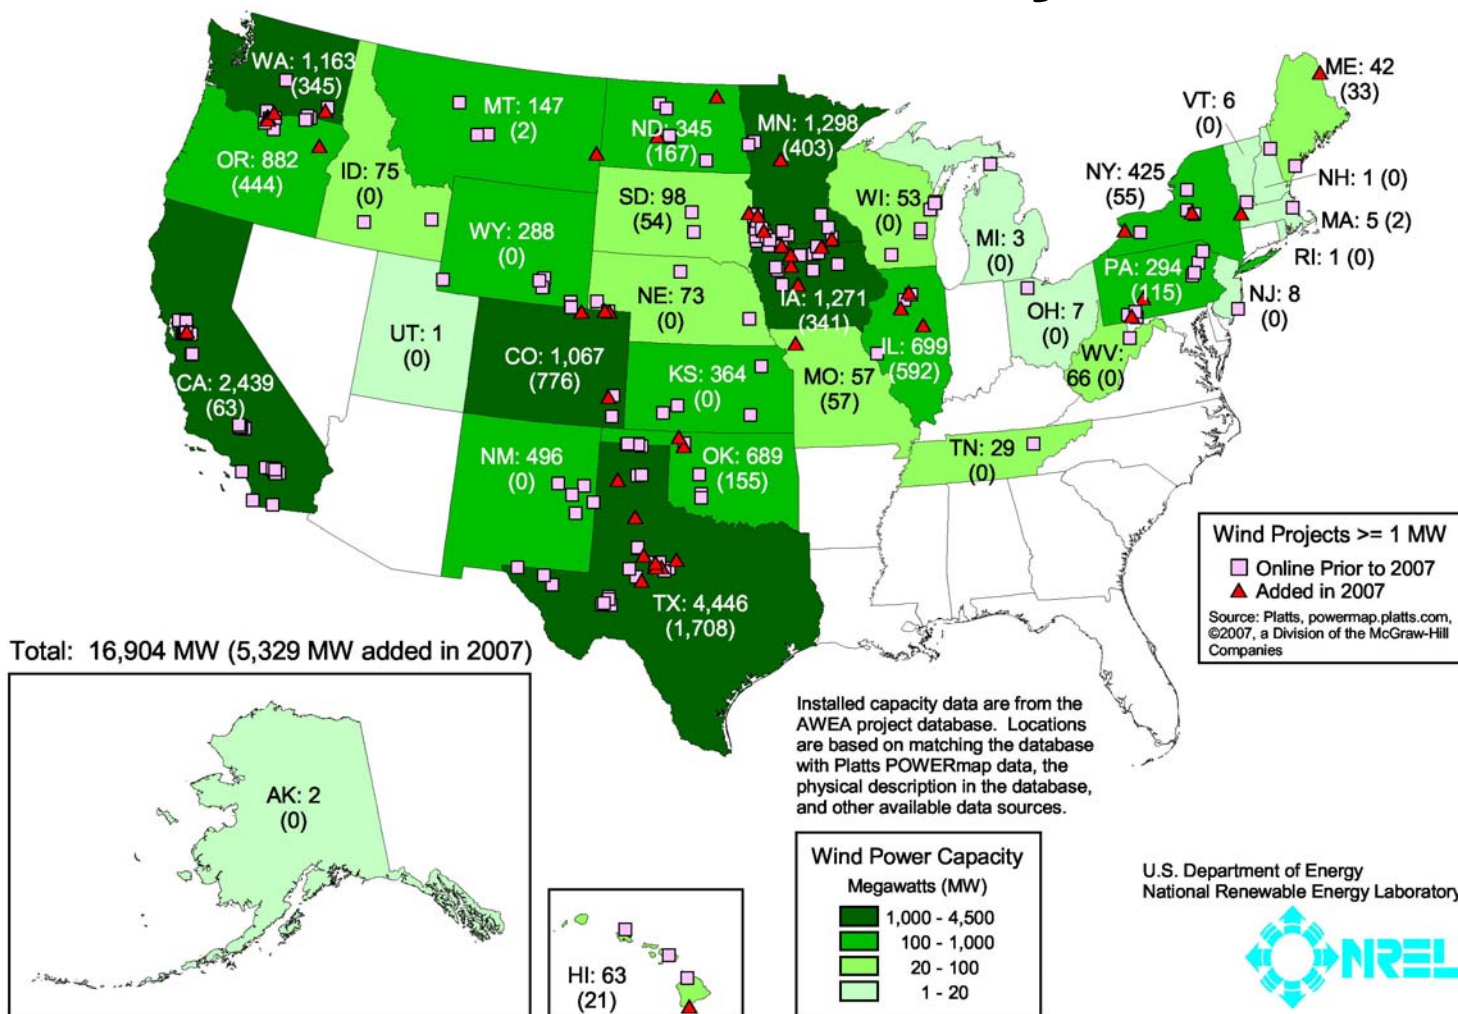 WA: 1,163
(345)
MT: 147
(2)
ND: 345
(167)
MN: 1,298
(403)
VT: 6
(0)
ME: 42
(33)
OR: 882
(444)
ID: 75
(0)
SD: 98
(54)
WI: 53
(0)
NY: 425
(55)
NH: 1 (0)
MA: 5 (2)
RI: 1 (0)
WY: 288
(0)
MI: 3
(0)
PA: 294
(115)
NJ: 8
(0)
NE: 73
(0)
IA: 1,271
(341)
OH: 7
(0)
UT: 1
(0)
CO: 1,067
(776)
IL: 699
(592)
WV:
66 (0)
CA: 2,439
(63)
KS: 364
(0)
MO: 57
(57)
NM: 496
(0)
OK: 689
(155)
TN: 29
(0)
TX: 4,446
(1,708)
Wind Projects >= 1 MW
Online Prior to 2007
Added in 2007
Source: Platts, powermap.platts.com,
©2007, a Division of the McGraw-Hill
Companies
Total: 16,904 MW (5,329 MW added in 2007)
AK: 2
(0)
HI: 63
(21)
Installed capacity data are from the
AWEA project database. Locations
are based on matching the database
with Platts POWERmap data, the
physical description in the database,
and other available data sources.
Wind Power Capacity
Megawatts (MW)
1,000 - 4,500
100 - 1,000
20 - 100
1 - 20
U.S. Department of Energy
National Renewable Energy Laboratory
NREL